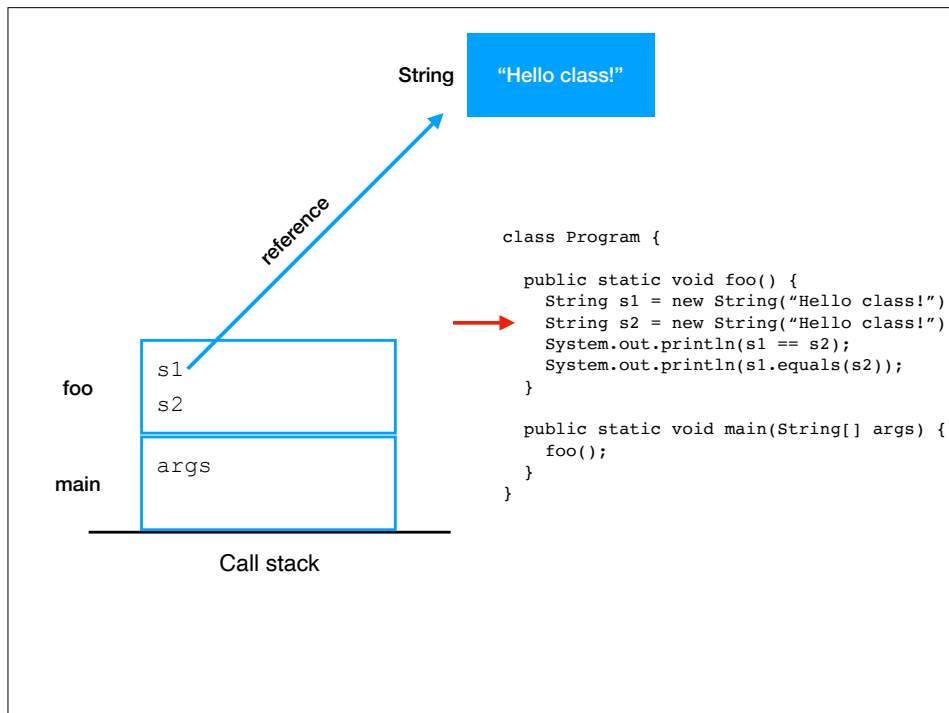 String
“Hello class!”
reference
class Program {
public static void foo() {
String s1 = new String(“Hello class!”)
String s2 = new String(“Hello class!”)
System.out.println(s1 == s2);
System.out.println(s1.equals(s2));
}
public static void main(String[] args) {
foo();
}
}
foo
s1
s2
main
args
Call stack